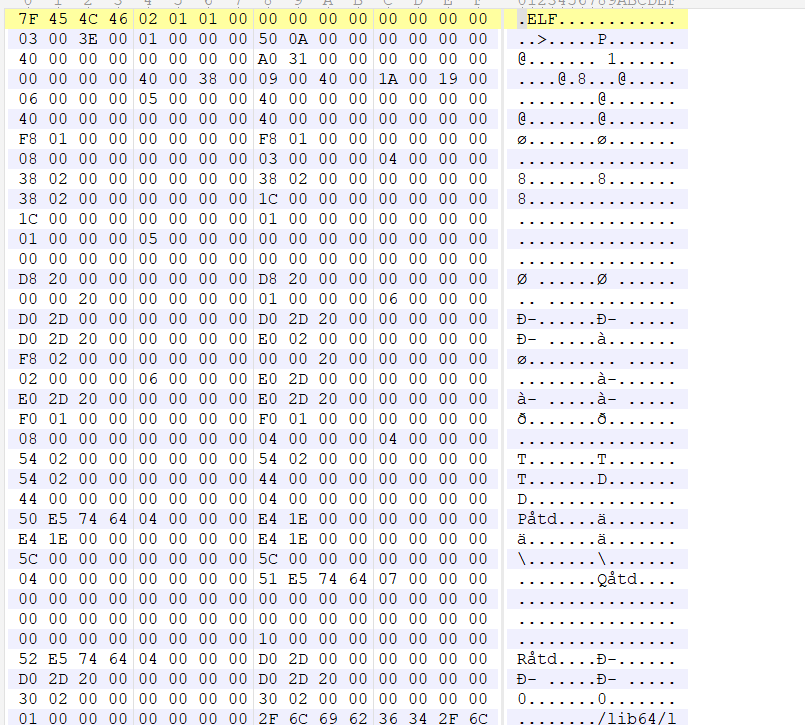 7F 45 4C 46 02 01 01 00 00 00 00 00 00 00 00 00 .ELF............
03 00 3E 00 01 00 00 00 50 0A 00 00 00 00 00 00 ..>.....P.......
40 00 00 00 00 00 00 00 A0 31 00 00 00 00 00 00 @....... 1......
00 00 00 00 40 00 38 00 09 00 40 00 1A 00 19 00 ....@.8...@.....
06 00 00 00 05 00 00 00 40 00 00 00 00 00 00 00 ........@.......
40 00 00 00 00 00 00 00 40 00 00 00 00 00 00 00 @.......@.......
F8 01 00 00 00 00 00 00 F8 01 00 00 00 00 00 00 ø.......ø.......
08 00 00 00 00 00 00 00 03 00 00 00 04 00 00 00 ................
38 02 00 00 00 00 00 00 38 02 00 00 00 00 00 00 8.......8.......
38 02 00 00 00 00 00 00 1C 00 00 00 00 00 00 00 8...............
1C 00 00 00 00 00 00 00 01 00 00 00 00 00 00 00 ................
01 00 00 00 05 00 00 00 00 00 00 00 00 00 00 00 ................
00 00 00 00 00 00 00 00 00 00 00 00 00 00 00 00 ................
D8 20 00 00 00 00 00 00 D8 20 00 00 00 00 00 00 Ø ......Ø ......
00 00 20 00 00 00 00 00 01 00 00 00 06 00 00 00 .. .............
D0 2D 00 00 00 00 00 00 D0 2D 20 00 00 00 00 00 Ð-......Ð- .....
D0 2D 20 00 00 00 00 00 E0 02 00 00 00 00 00 00 Ð- .....à.......
F8 02 00 00 00 00 00 00 00 00 20 00 00 00 00 00 ø......... .....
02 00 00 00 06 00 00 00 E0 2D 00 00 00 00 00 00 ........à-......
E0 2D 20 00 00 00 00 00 E0 2D 20 00 00 00 00 00 à- .....à- .....
F0 01 00 00 00 00 00 00 F0 01 00 00 00 00 00 00 ð.......ð.......
08 00 00 00 00 00 00 00 04 00 00 00 04 00 00 00 ................
54 02 00 00 00 00 00 00 54 02 00 00 00 00 00 00 T.......T.......
54 02 00 00 00 00 00 00 44 00 00 00 00 00 00 00 T.......D.......
44 00 00 00 00 00 00 00 04 00 00 00 00 00 00 00 D...............
50 E5 74 64 04 00 00 00 E4 1E 00 00 00 00 00 00 Påtd....ä.......
E4 1E 00 00 00 00 00 00 E4 1E 00 00 00 00 00 00 ä.......ä.......
5C 00 00 00 00 00 00 00 5C 00 00 00 00 00 00 00 \.......\.......
04 00 00 00 00 00 00 00 51 E5 74 64 07 00 00 00 ........Qåtd....
00 00 00 00 00 00 00 00 00 00 00 00 00 00 00 00 ................
00 00 00 00 00 00 00 00 00 00 00 00 00 00 00 00 ................
00 00 00 00 00 00 00 00 10 00 00 00 00 00 00 00 ................
52 E5 74 64 04 00 00 00 D0 2D 00 00 00 00 00 00 Råtd....Ð-......
D0 2D 20 00 00 00 00 00 D0 2D 20 00 00 00 00 00 Ð- .....Ð- .....
30 02 00 00 00 00 00 00 30 02 00 00 00 00 00 00 0.......0.......
01 00 00 00 00 00 00 00 2F 6C 69 62 36 34 2F 6C ......../lib64/l